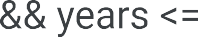 && years <=